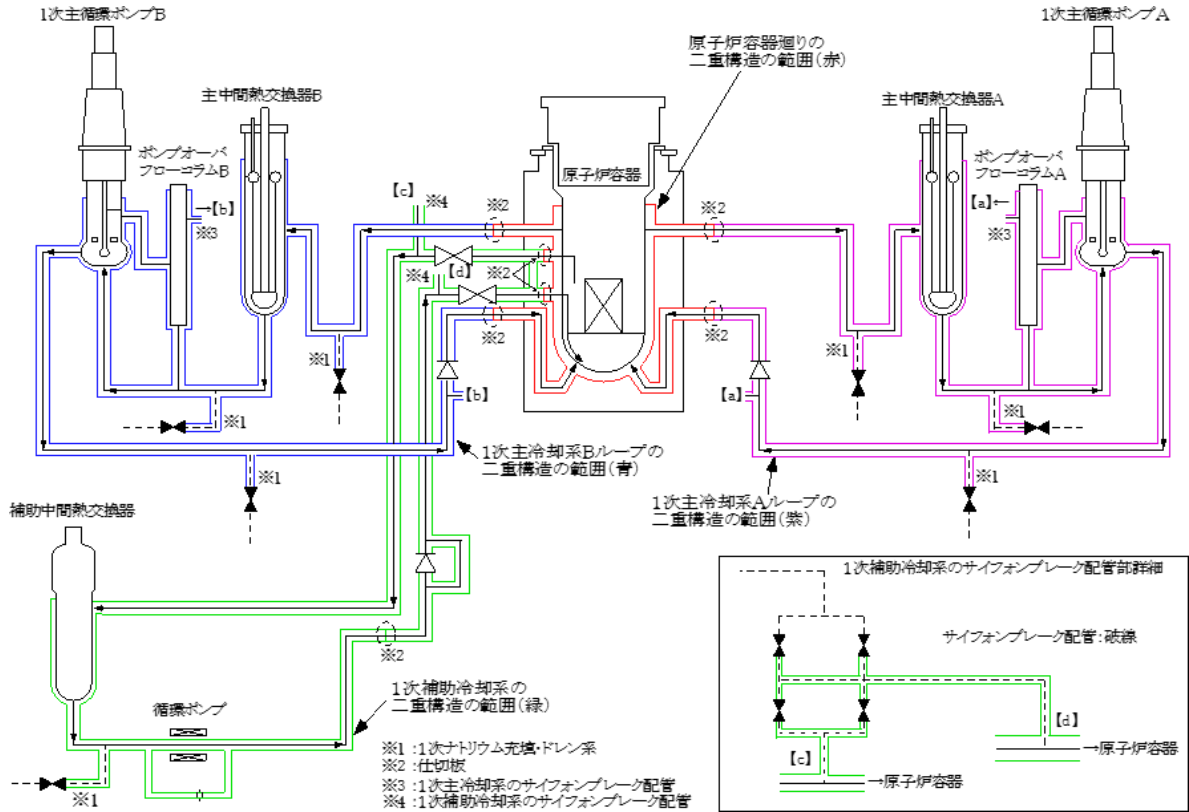 1次主循環ポンプB
1次主循環ポンプA
原子炉容器廻りの
二重構造の範囲(赤)
主中間熱交換器B
主中間熱交換器A
ポンプオーバ
フローコラムB
原子炉容器
ポンプオーバ
フローコラムA
→【b】
※3
【c】
※4
※2
※2
【a】←
※3
※4
【d】
※2
※1
※2
※2
※1
※1
【b】
【a】
※1
※1
1次主冷却系Bループの
二重構造の範囲(青)
※1
1次主冷却系Aループの
二重構造の範囲(紫)
補助中間熱交換器
※2
1次補助冷却系の
二重構造の範囲(緑)
循環ポンプ
※1
※1 :1次ナトリウム充填・ドレン系
※2 :仕切板
※3 :1次主冷却系のサイフォンブレーク配管
※4 :1次補助冷却系のサイフォンブレーク配管
1次補助冷却系のサイフォンブレーク配管部詳細
サイフォンブレーク配管:破線
【d】
→原子炉容器
【c】
→原子炉容器